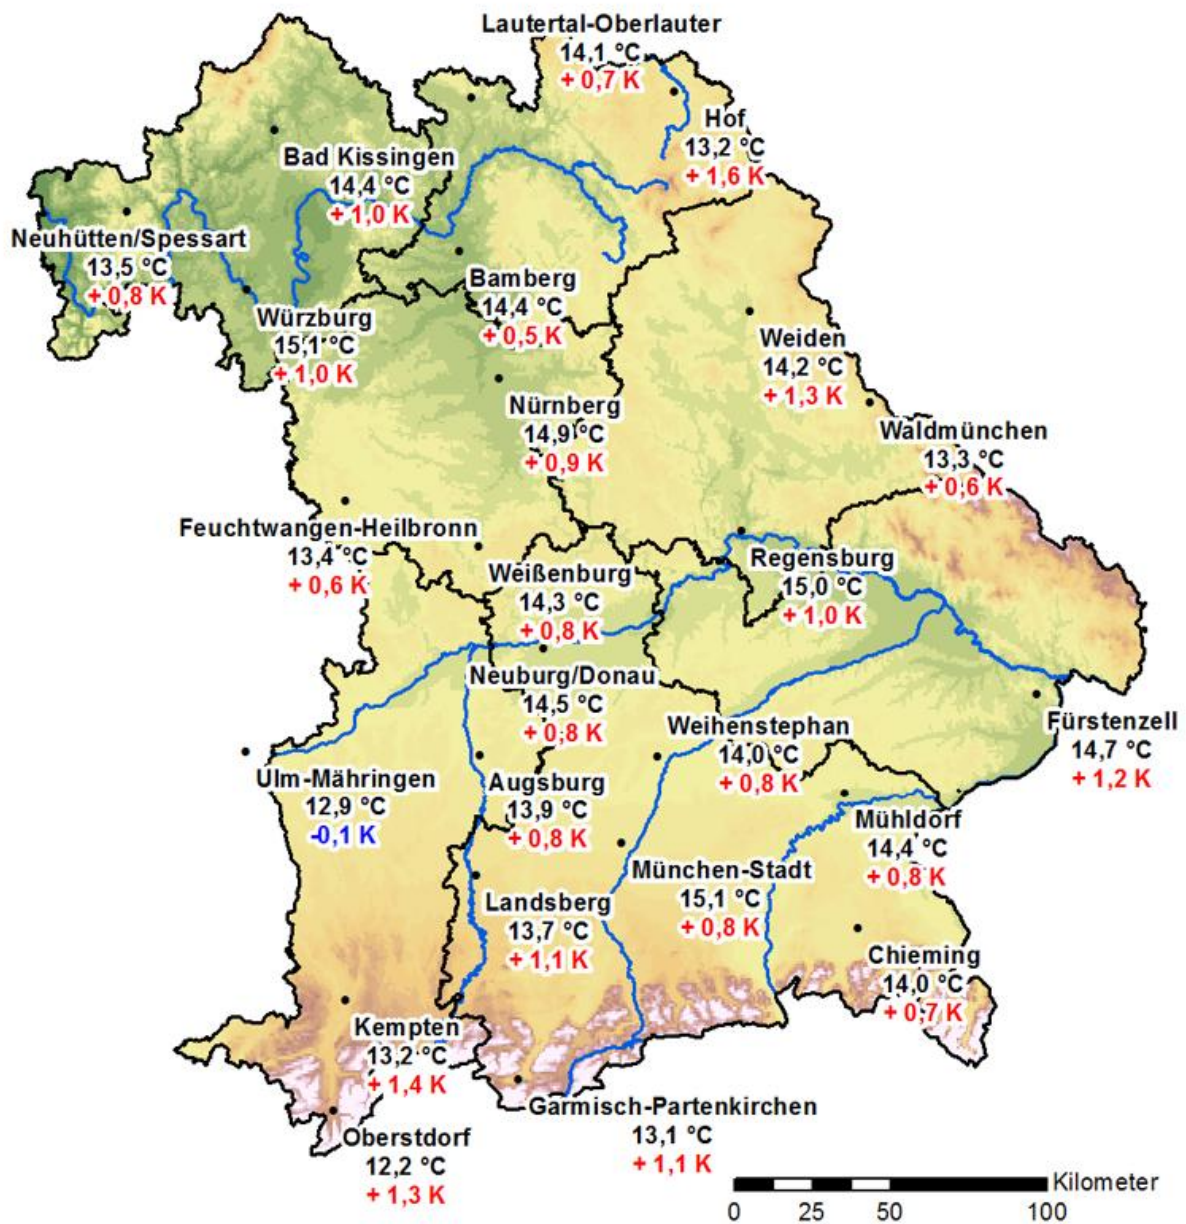 Lautertal-Oberlauter
14,1 °C
+ 0,7 K
Hof
13,2 °C
+ 1,6 K
Bad Kissingen
14,4 °C
+ 1,0 K
Neuhütten/Spessart
13,5 °C
+ 0,8 K
Bamberg
14,4 °C
+ 0,5 K
Würzburg
15,1 °C
+ 1,0 K
Weiden
14,2 °C
+ 1,3 K
Nürnberg
14,9 °C
+ 0,9 K
Waldmünchen
13,3 °C
+ 0,6 K
Feuchtwangen-Heilbronn
13,4 °C
+ 0,6 K
Weißenburg
14,3 °C
+ 0,8 K
Regensburg
15,0 °C
+ 1,0 K
Neuburg/Donau
14,5 °C
+ 0,8 K
Weihenstephan
14,0 °C
+ 0,8 K
Fürstenzell
14,7 °C
+ 1,2 K
Ulm-Mähringen
12,9 °C
-0,1 K
Augsburg
13,9 °C
+ 0,8 K
Mühldorf
14,4 °C
+ 0,8 K
München-Stadt
15,1 °C
+ 0,8 K
Landsberg
13,7 °C
+ 1,1 K
Chieming
14,0 °C
+ 0,7 K
Kempten
13,2 °C
+ 1,4 K
Garmisch-Partenkirchen
13,1 °C
+ 1,1 K
Oberstdorf
12,2 °C
+ 1,3 K
Kilometer
0 25 50 100